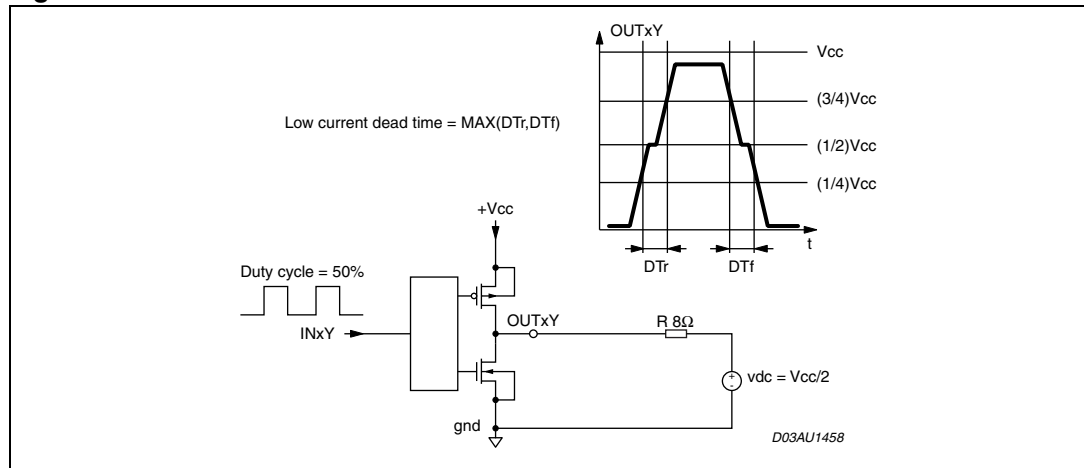 OUTxY
Vcc
(3/4)Vcc
Low current dead time = MAX(DTr,DTf)
(1/2)Vcc
(1/4)Vcc
+Vcc
t
DTr
DTf
Duty cycle = 50%
OUTxY
R 8Ω
INxY
+
-
vdc = Vcc/2
gnd
D03AU1458